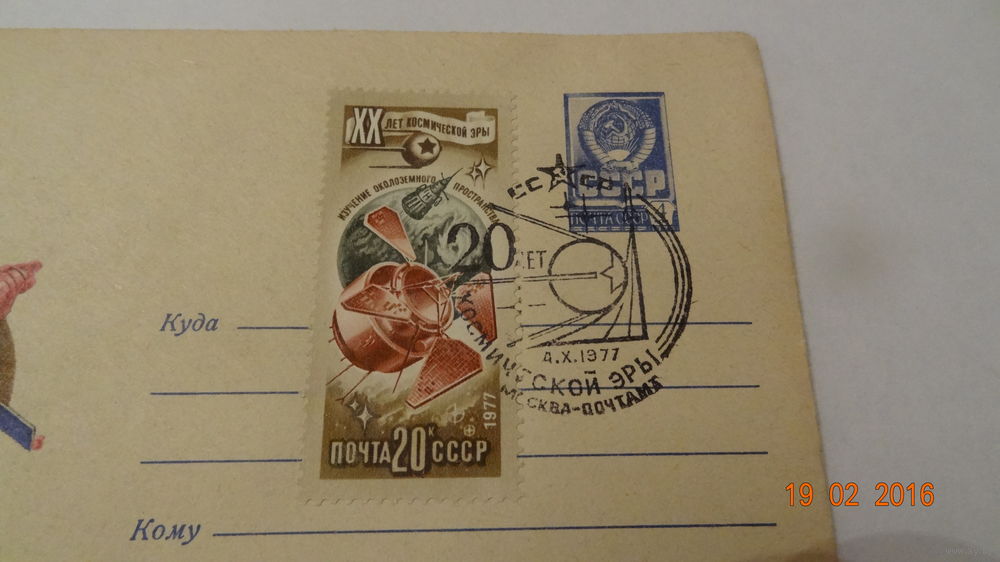 XX ЛЕТ КОСМИЧЕСКОЙ ЭРЫ
ИЗУЧЕНИЕ ОКОЛОЗЕМНОГО ПРОСТРАНСТВА
1977
ПОЧТА 20К СССР
СССР
ПОЧТА СССР 4К
СССР
20 ЛЕТ
4.X.1977
КОСМИЧЕСКОЙ ЭРЫ
МОСКВА-ПОЧТАМТ
Куда
Кому
19 02 2016